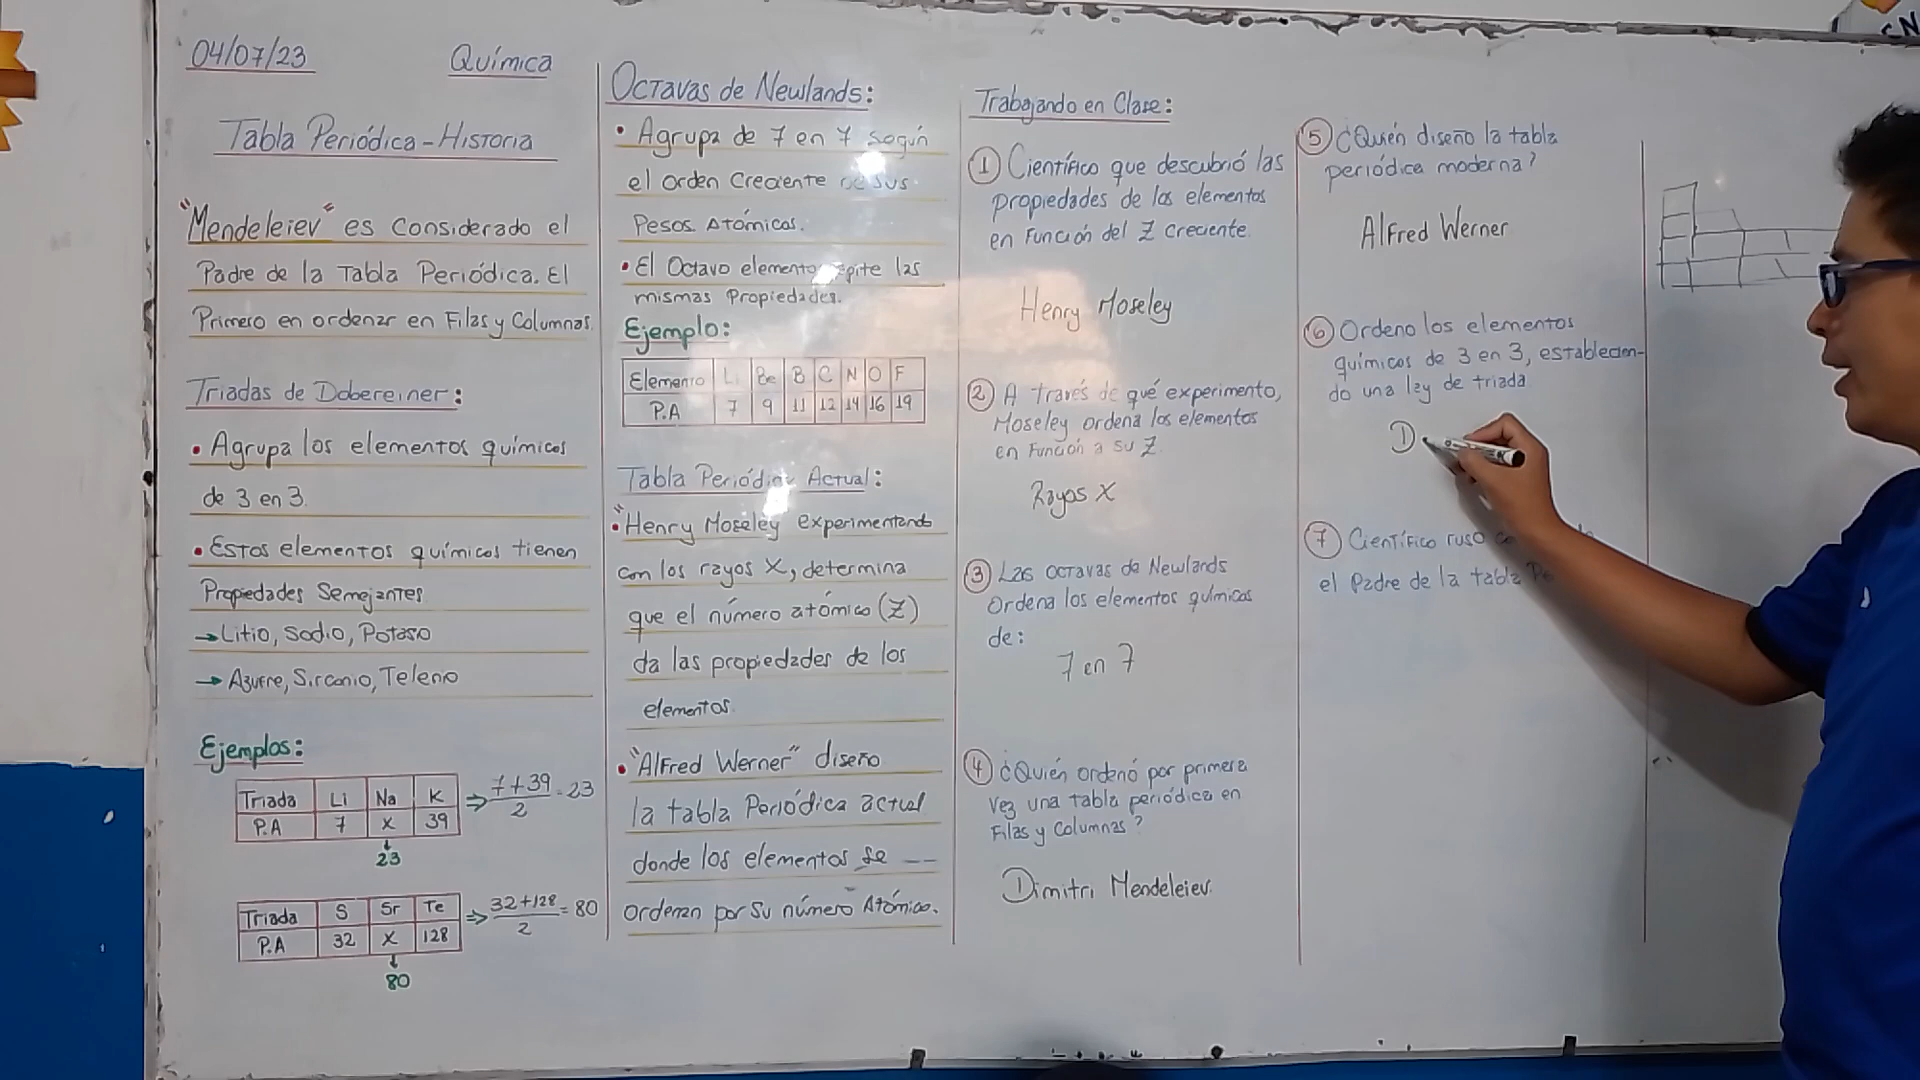 04/07/23 Química
Tabla Periódica - Historia
"Mendeleiev" es considerado el
Padre de la Tabla Periódica. El
Primero en ordenar en Filas y Columnas.
Triadas de Dobereiner:
• Agrupa los elementos químicos
de 3 en 3.
• Estos elementos químicos tienen
Propiedades Semejantes
→ Litio, Sodio, Potasio
→ Azufre, Sirconio, Telerio
Ejemplos:
Triada Li Na K ⇒ 7+39/2 = 23
P.A 7 X 39
23
Triada S Sr Te ⇒ 32+128/2 = 80
P.A 32 X 128
80
Octavas de Newlands:
• Agrupa de 7 en 7 según
el orden Creciente de sus
Pesos Atómicos.
• El Octavo elemento las
mismas Propiedades.
Ejemplo:
Elemento Li Be B C N O F
P.A 7 9 11 12 14 16 19
Tabla Periódica Actual:
• "Henry Moseley experimentando
con los rayos X, determina
que el número atómico (Z)
da las propiedades de los
elementos.
• "Alfred Werner" diseño
la tabla Periódica actual
donde los elementos se __
ordenan por su número Atómico.
Trabajando en Clase:
① Científico que descubrió las
propiedades de los elementos
en Función del Z creciente.
Henry Moseley
② A través de qué experimento,
Moseley ordena los elementos
en Función a su Z.
Rayos X
③ Las octavas de Newlands
Ordena los elementos químicos
de:
7 en 7
④ ¿Quién ordenó por primera
vez una tabla periódica en
Filas y Columnas?
Dimitri Mendeleiev.
⑤ ¿Quién diseño la tabla
periódica moderna?
Alfred Werner
⑥ Ordeno los elementos
químicos de 3 en 3, establecien-
do una ley de triada
D
⑦ Científico ruso
el Padre de la tabla